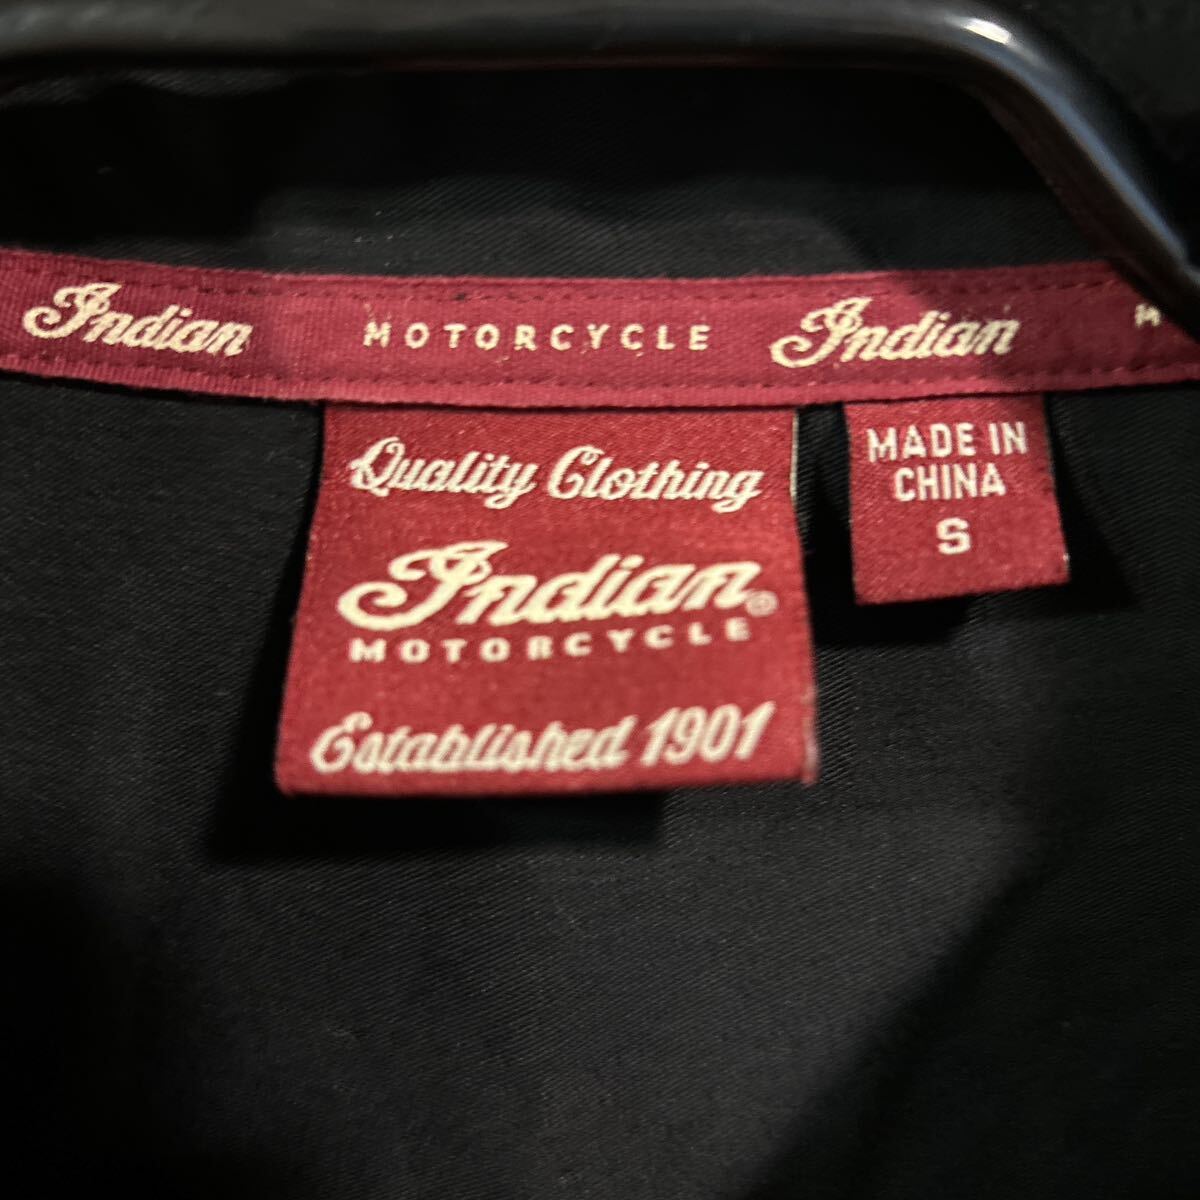 Indian MOTORCYCLE Indian M
Quality Clothing
Indian®
MOTORCYCLE
Established 1901
MADE IN
CHINA
S